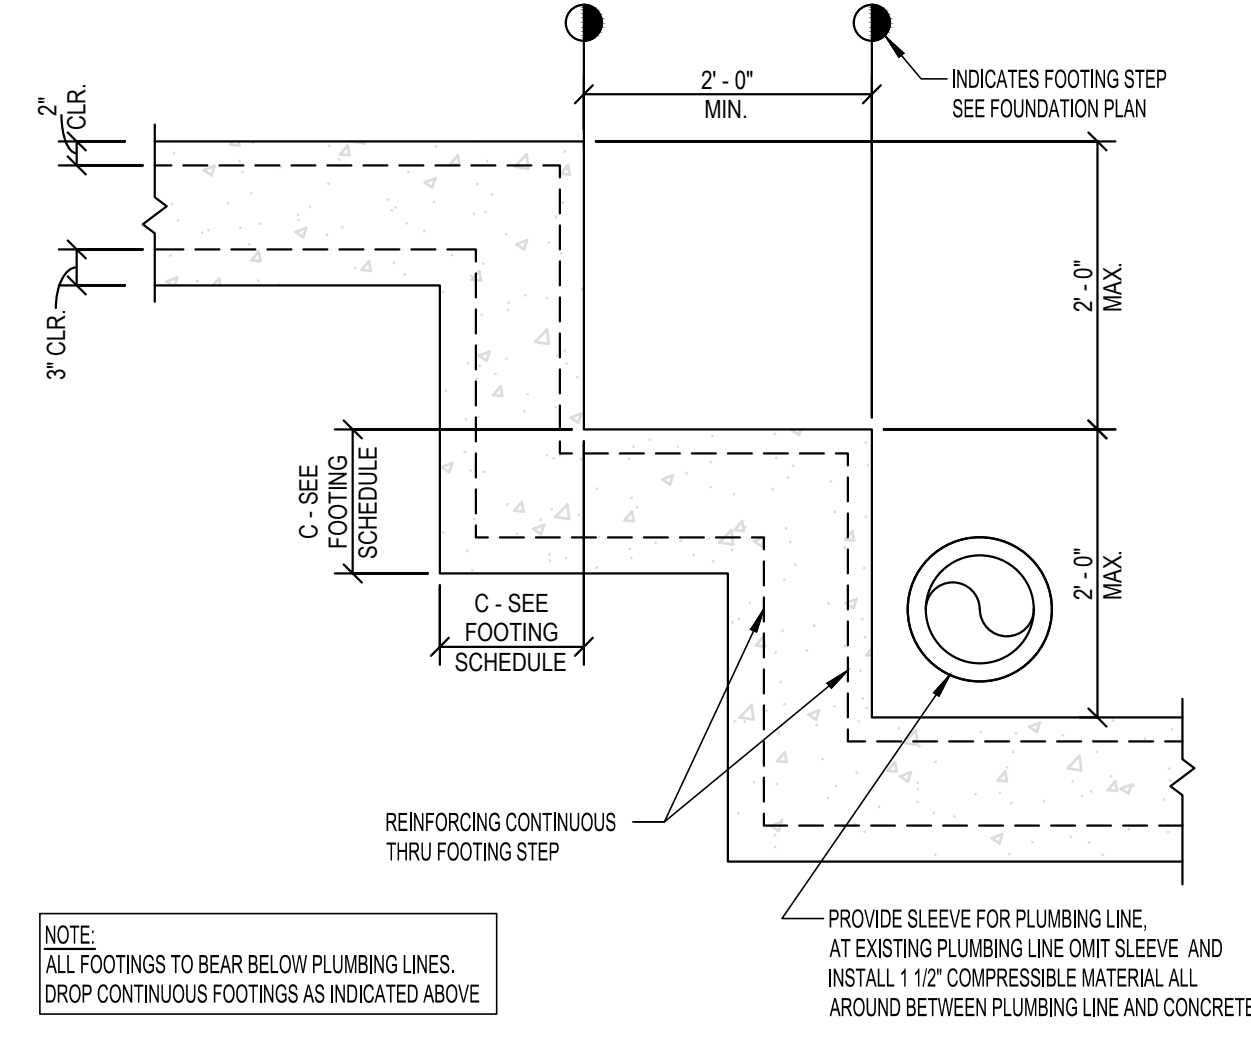 2' - 0"
MIN.
INDICATES FOOTING STEP
SEE FOUNDATION PLAN
2"
CLR.
3" CLR.
2' - 0"
MAX.
C - SEE
FOOTING
SCHEDULE
C - SEE
FOOTING
SCHEDULE
2' - 0"
MAX.
REINFORCING CONTINUOUS
THRU FOOTING STEP
NOTE:
ALL FOOTINGS TO BEAR BELOW PLUMBING LINES.
DROP CONTINUOUS FOOTINGS AS INDICATED ABOVE
PROVIDE SLEEVE FOR PLUMBING LINE,
AT EXISTING PLUMBING LINE OMIT SLEEVE AND
INSTALL 1 1/2" COMPRESSIBLE MATERIAL ALL
AROUND BETWEEN PLUMBING LINE AND CONCRETE